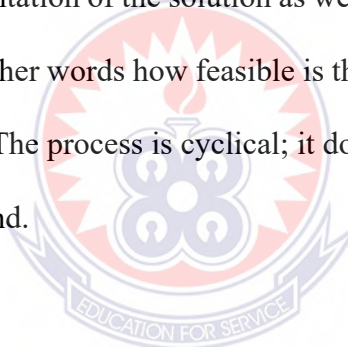 tation of the solution as we
her words how feasible is th
The process is cyclical; it do
nd.
EDUCATION FOR SERVICE